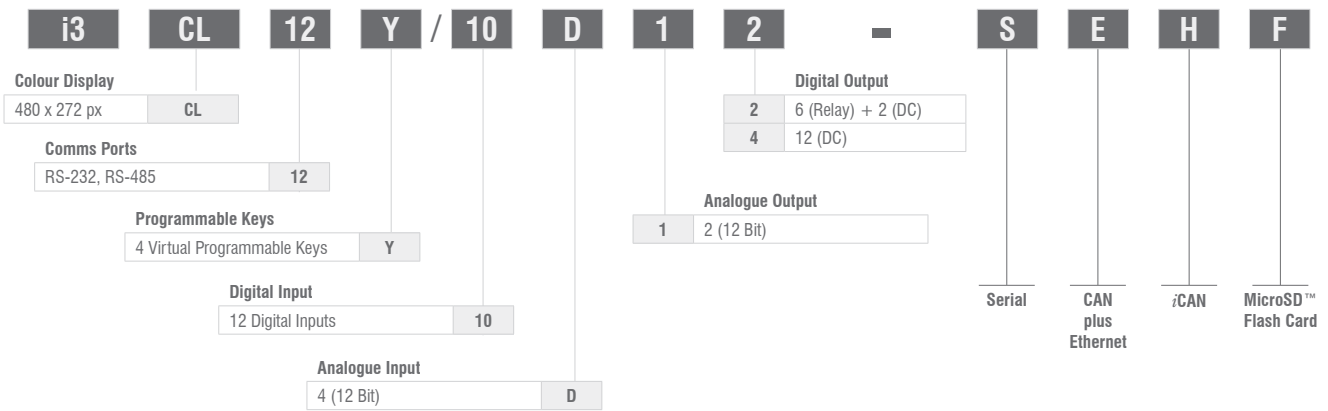 i3 CL 12 Y / 10 D 1 2 - S E H F
Colour Display
480 x 272 px CL
Comms Ports
RS-232, RS-485 12
Programmable Keys
4 Virtual Programmable Keys Y
Digital Input
12 Digital Inputs 10
Analogue Input
4 (12 Bit) D
Digital Output
2 6 (Relay) + 2 (DC)
4 12 (DC)
Analogue Output
1 2 (12 Bit)
Serial
CAN
plus
Ethernet
iCAN
MicroSD™
Flash Card